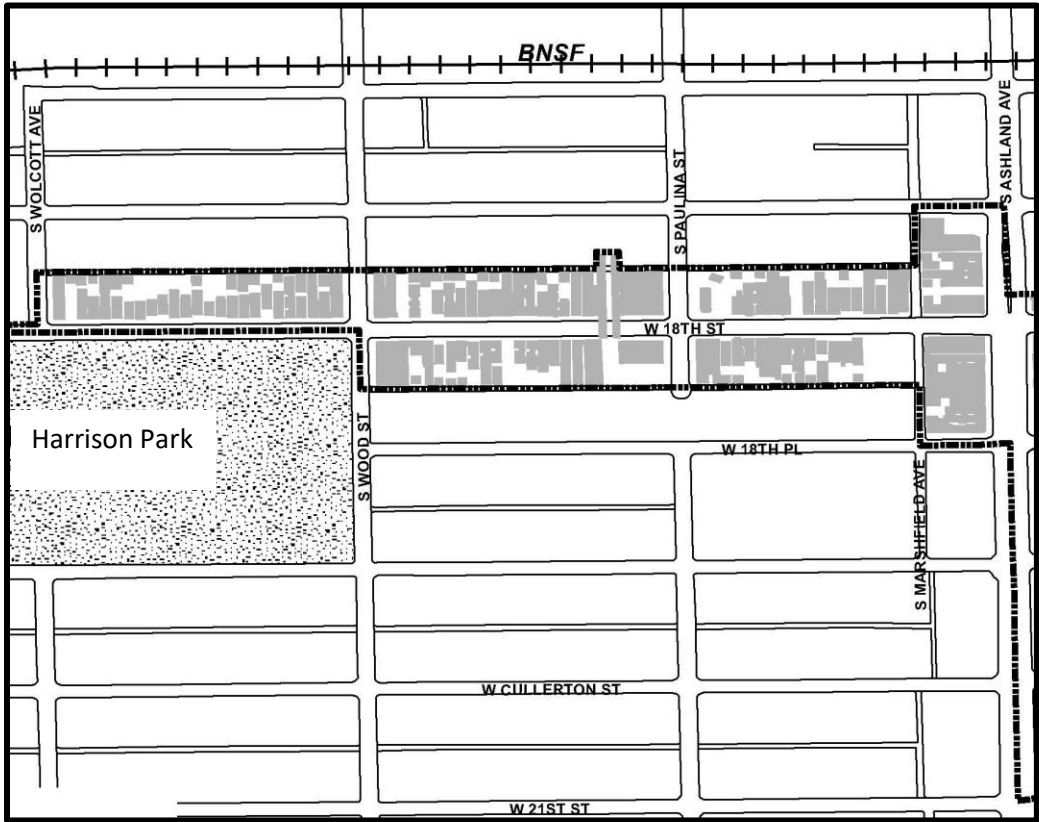 BNSF
S WOLCOTT AVE
S ASHLAND AVE
S PAULINA ST
W 18TH ST
Harrison Park
S WOOD ST
W 18TH PL
S MARSHFIELD AVE
W CULLERTON ST
W 21ST ST